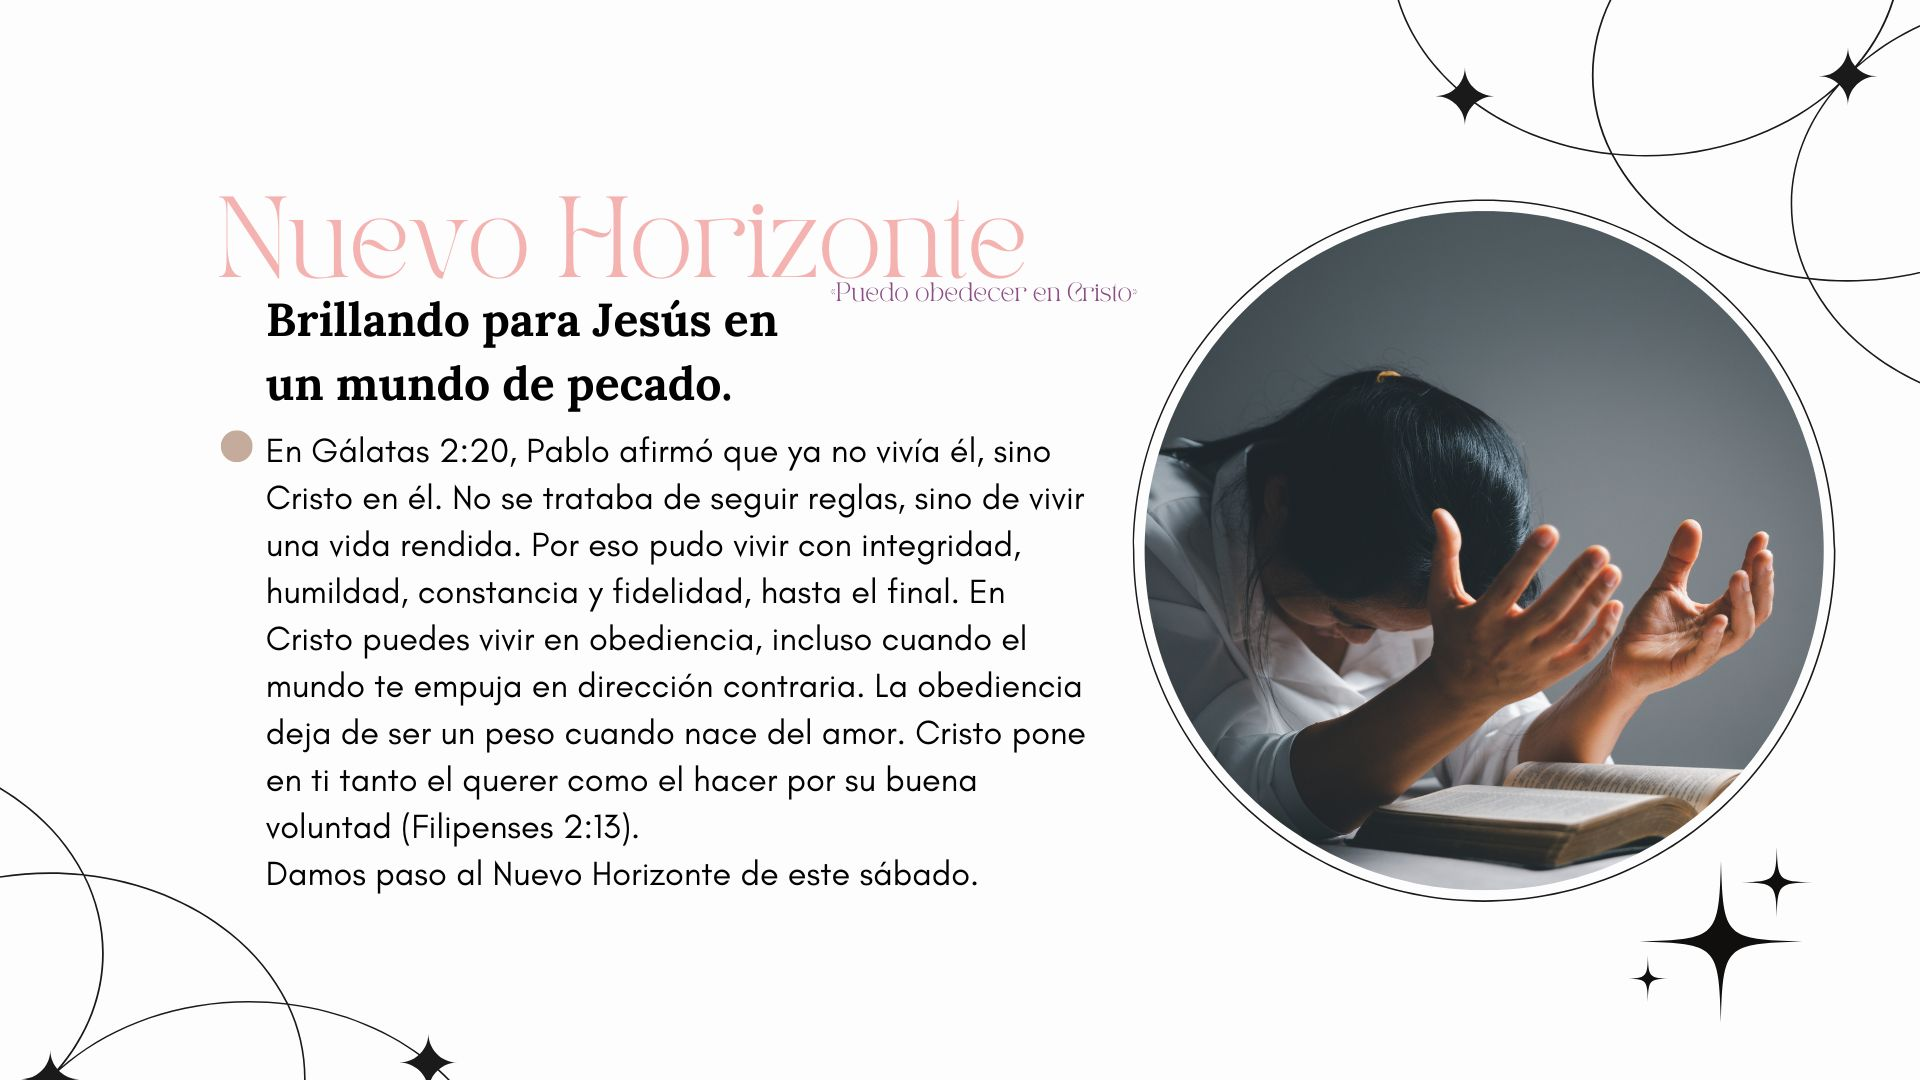 Nuevo Horizonte
«Puedo obedecer en Cristo»
Brillando para Jesús en
un mundo de pecado.
En Gálatas 2:20, Pablo afirmó que ya no vivía él, sino
Cristo en él. No se trataba de seguir reglas, sino de vivir
una vida rendida. Por eso pudo vivir con integridad,
humildad, constancia y fidelidad, hasta el final. En
Cristo puedes vivir en obediencia, incluso cuando el
mundo te empuja en dirección contraria. La obediencia
deja de ser un peso cuando nace del amor. Cristo pone
en ti tanto el querer como el hacer por su buena
voluntad (Filipenses 2:13).
Damos paso al Nuevo Horizonte de este sábado.